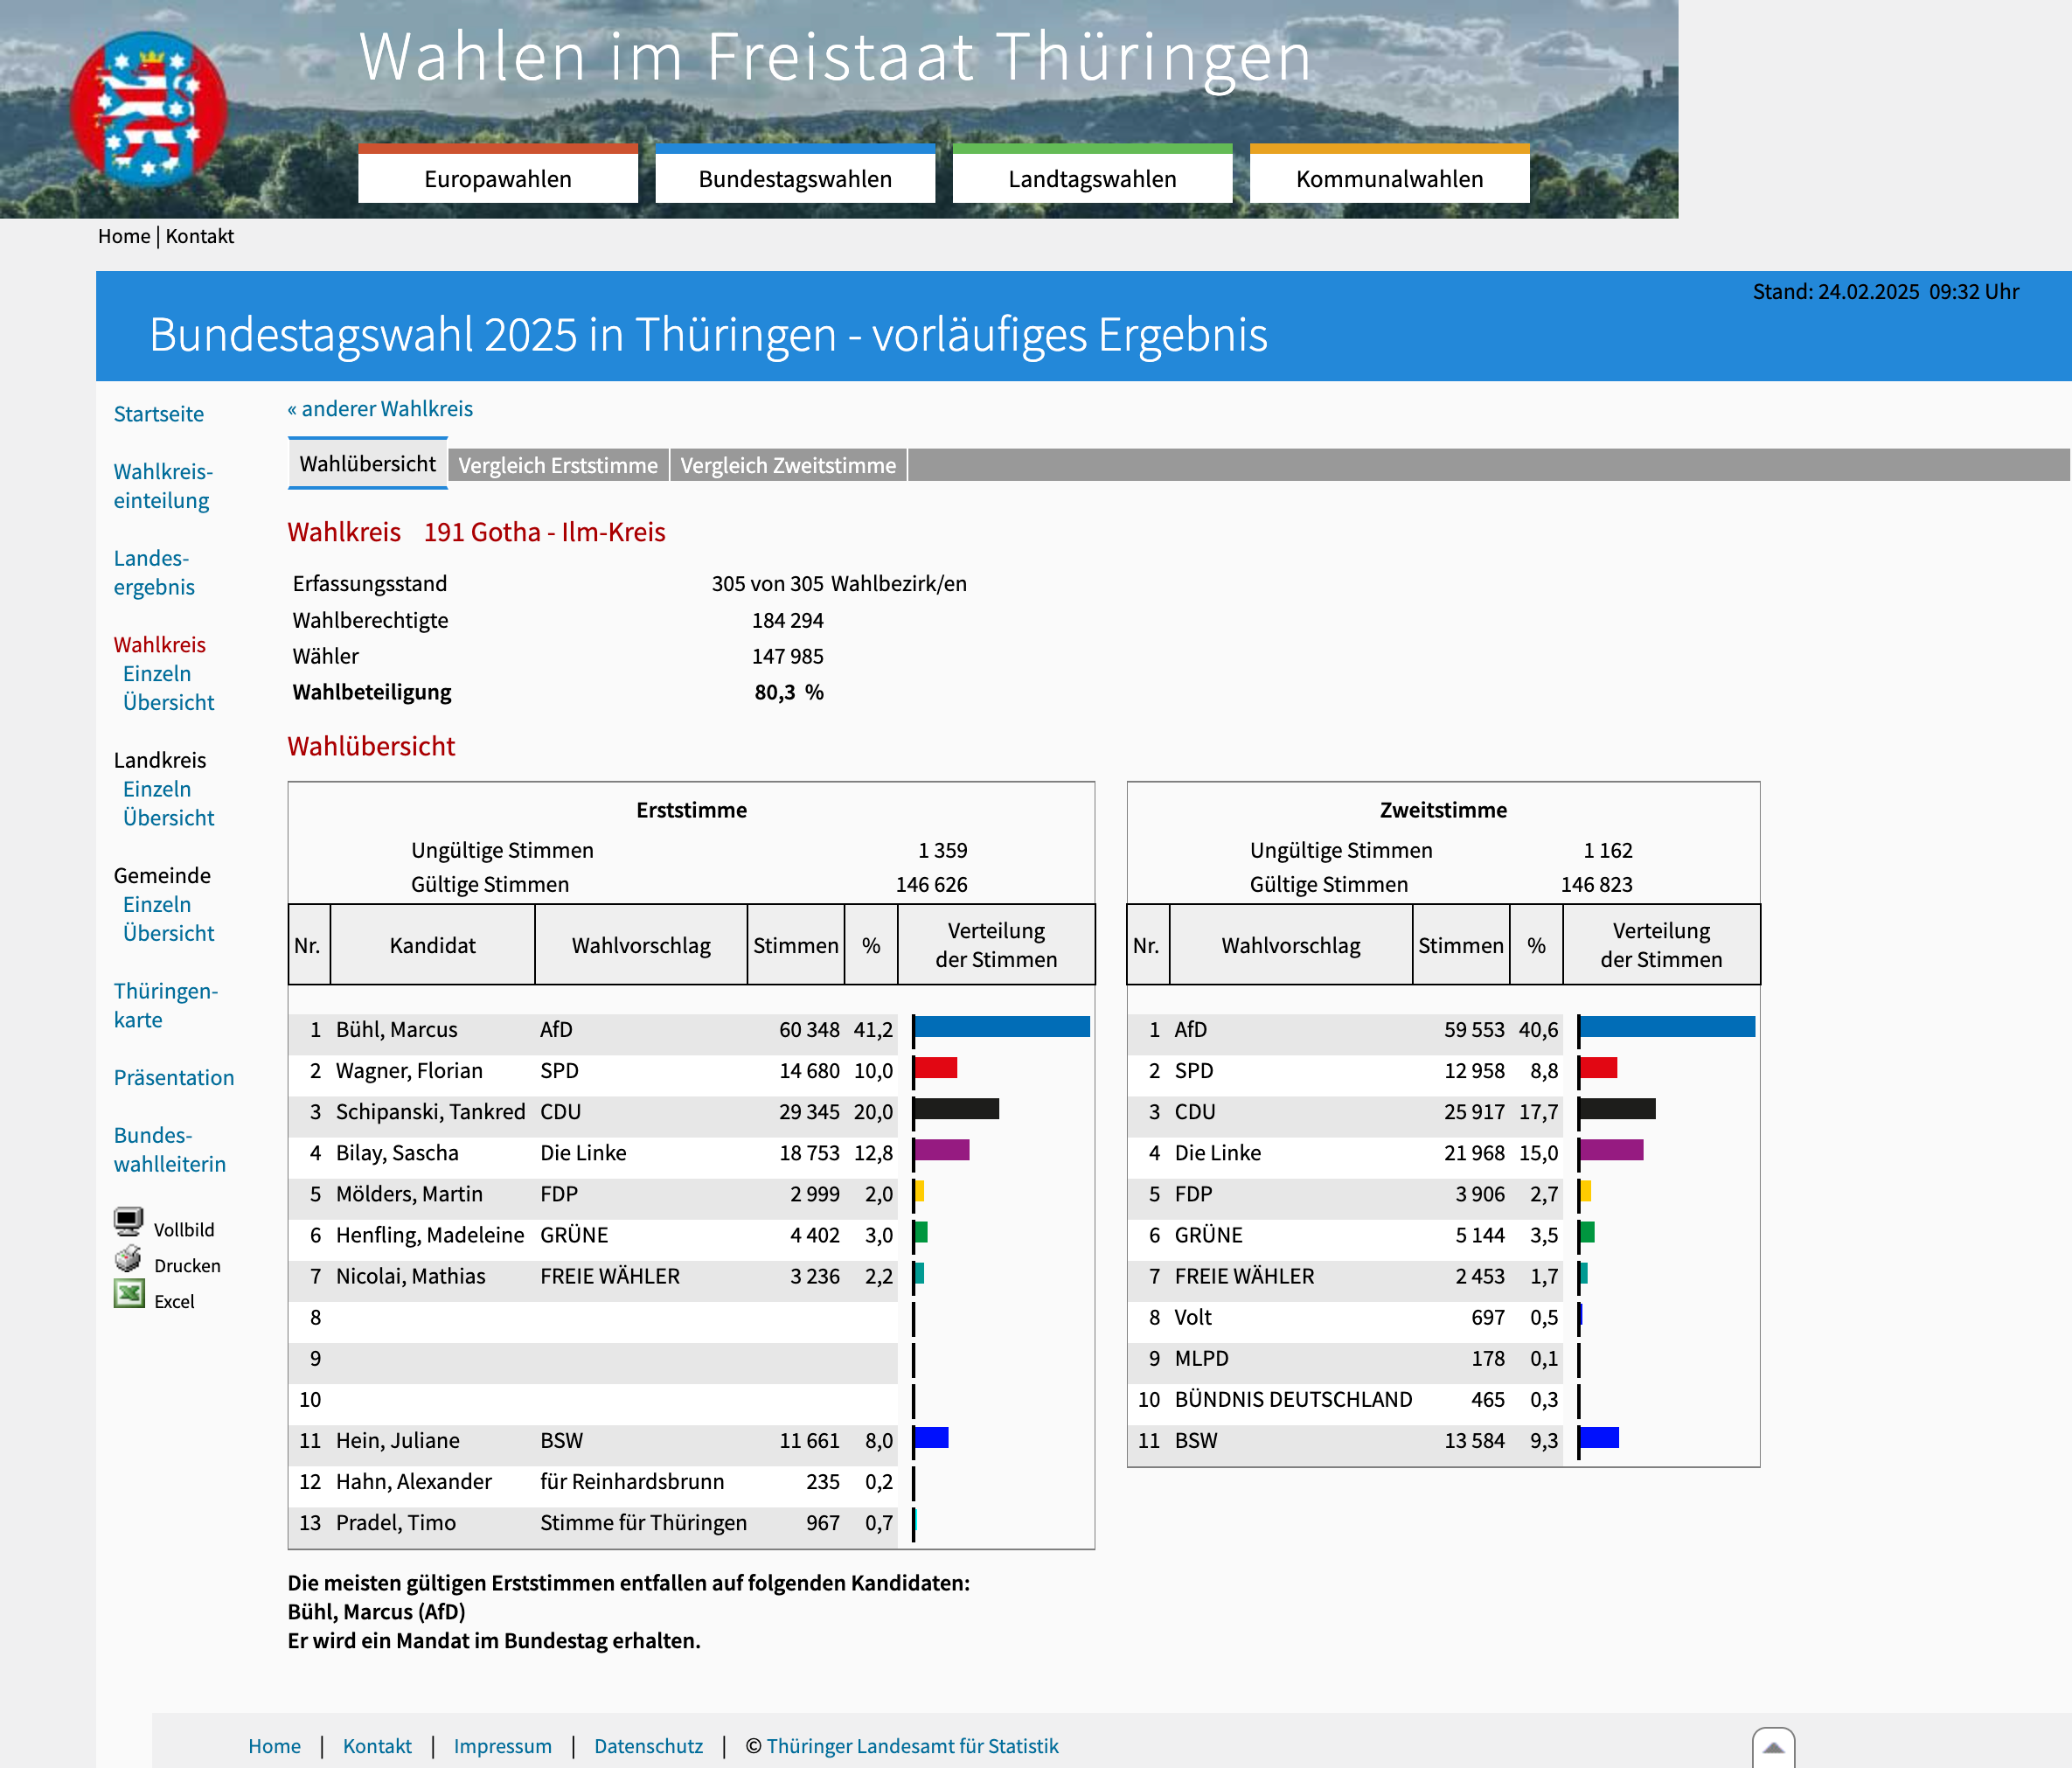 Wahlen im Freistaat Thüringen
Europawahlen Bundestagswahlen Landtagswahlen Kommunalwahlen
Home | Kontakt
Stand: 24.02.2025 09:32 Uhr
Bundestagswahl 2025 in Thüringen - vorläufiges Ergebnis
Startseite
Wahlkreis-
einteilung
Landes-
ergebnis
Wahlkreis
Einzeln
Übersicht
Landkreis
Einzeln
Übersicht
Gemeinde
Einzeln
Übersicht
Thüringen-
karte
Präsentation
Bundes-
wahlleiterin
Vollbild
Drucken
Excel
« anderer Wahlkreis
Wahlübersicht Vergleich Erststimme Vergleich Zweitstimme
Wahlkreis 191 Gotha - Ilm-Kreis
Erfassungsstand 305 von 305 Wahlbezirk/en
Wahlberechtigte 184 294
Wähler 147 985
Wahlbeteiligung 80,3 %
Wahlübersicht
Erststimme
Ungültige Stimmen 1 359
Gültige Stimmen 146 626
Nr. Kandidat Wahlvorschlag Stimmen % Verteilung
der Stimmen
1 Bühl, Marcus AfD 60 348 41,2
2 Wagner, Florian SPD 14 680 10,0
3 Schipanski, Tankred CDU 29 345 20,0
4 Bilay, Sascha Die Linke 18 753 12,8
5 Mölders, Martin FDP 2 999 2,0
6 Henfling, Madeleine GRÜNE 4 402 3,0
7 Nicolai, Mathias FREIE WÄHLER 3 236 2,2
8
9
10
11 Hein, Juliane BSW 11 661 8,0
12 Hahn, Alexander für Reinhardsbrunn 235 0,2
13 Pradel, Timo Stimme für Thüringen 967 0,7
Zweitstimme
Ungültige Stimmen 1 162
Gültige Stimmen 146 823
Nr. Wahlvorschlag Stimmen % Verteilung
der Stimmen
1 AfD 59 553 40,6
2 SPD 12 958 8,8
3 CDU 25 917 17,7
4 Die Linke 21 968 15,0
5 FDP 3 906 2,7
6 GRÜNE 5 144 3,5
7 FREIE WÄHLER 2 453 1,7
8 Volt 697 0,5
9 MLPD 178 0,1
10 BÜNDNIS DEUTSCHLAND 465 0,3
11 BSW 13 584 9,3
Die meisten gültigen Erststimmen entfallen auf folgenden Kandidaten:
Bühl, Marcus (AfD)
Er wird ein Mandat im Bundestag erhalten.
Home | Kontakt | Impressum | Datenschutz | © Thüringer Landesamt für Statistik